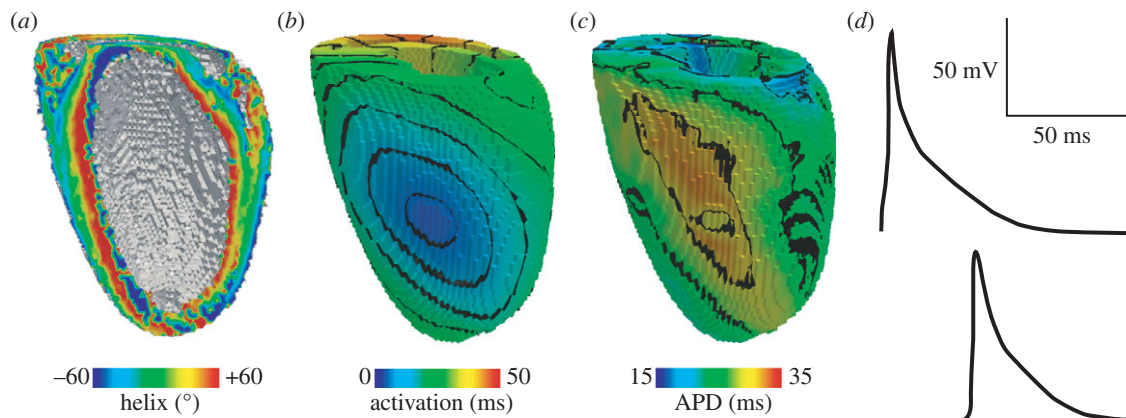 (a)
(b)
(c)
(d)
50 mV
50 ms
–60 +60
helix (°)
0 50
activation (ms)
15 35
APD (ms)